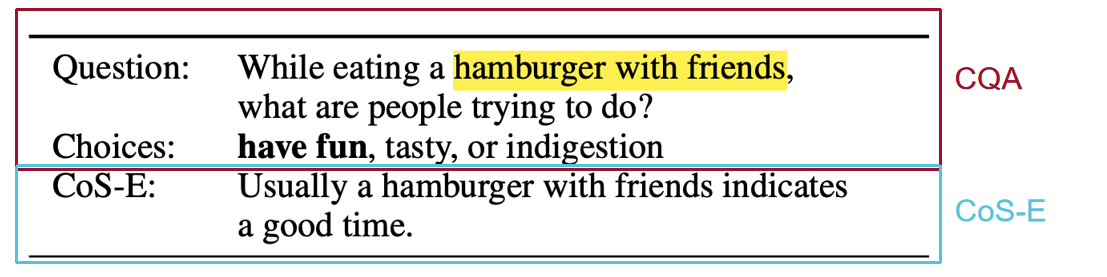 Question: While eating a hamburger with friends,
what are people trying to do?
Choices: have fun, tasty, or indigestion
CQA
CoS-E: Usually a hamburger with friends indicates
a good time.
CoS-E